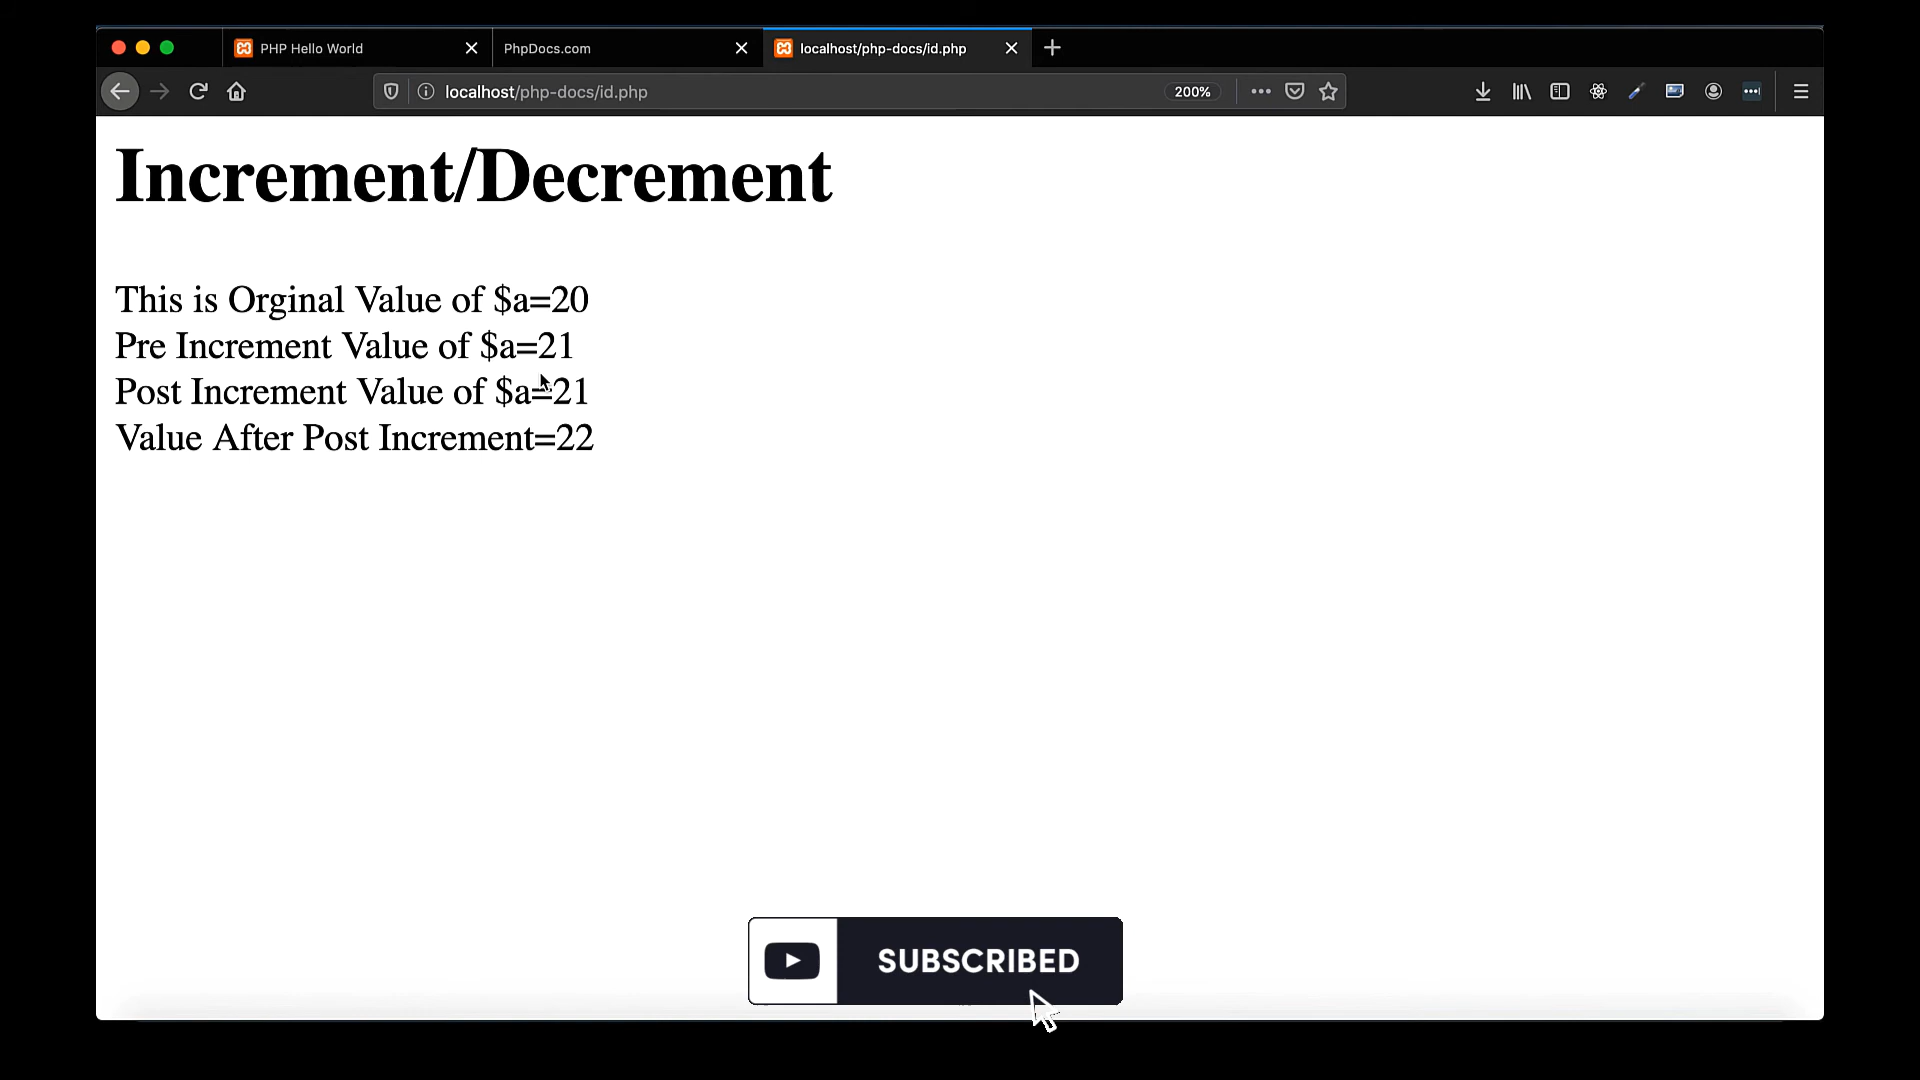 PHP Hello World
PhpDocs.com
localhost/php-docs/id.php
localhost/php-docs/id.php
200%
Increment/Decrement
This is Orginal Value of $a=20
Pre Increment Value of $a=21
Post Increment Value of $a=21
Value After Post Increment=22
SUBSCRIBED